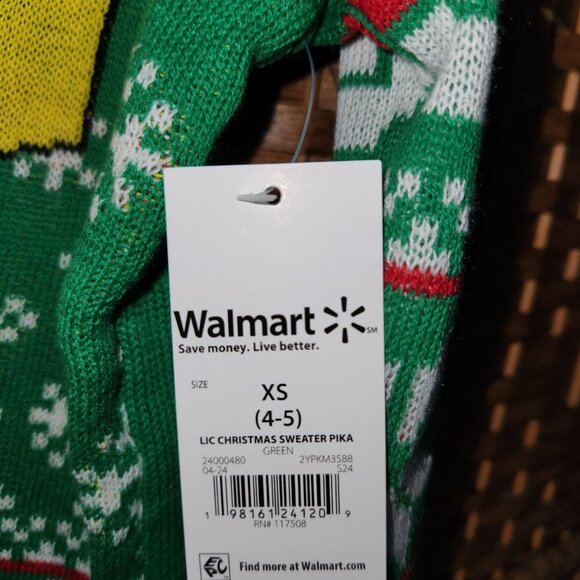 Walmart
SM
Save money. Live better.
SIZE
XS
(4-5)
LIC CHRISTMAS SWEATER PIKA
GREEN
24000480 2YPKM3588
04-24 S24
1 98161 24120 9
RN# 117508
Find more at Walmart.com